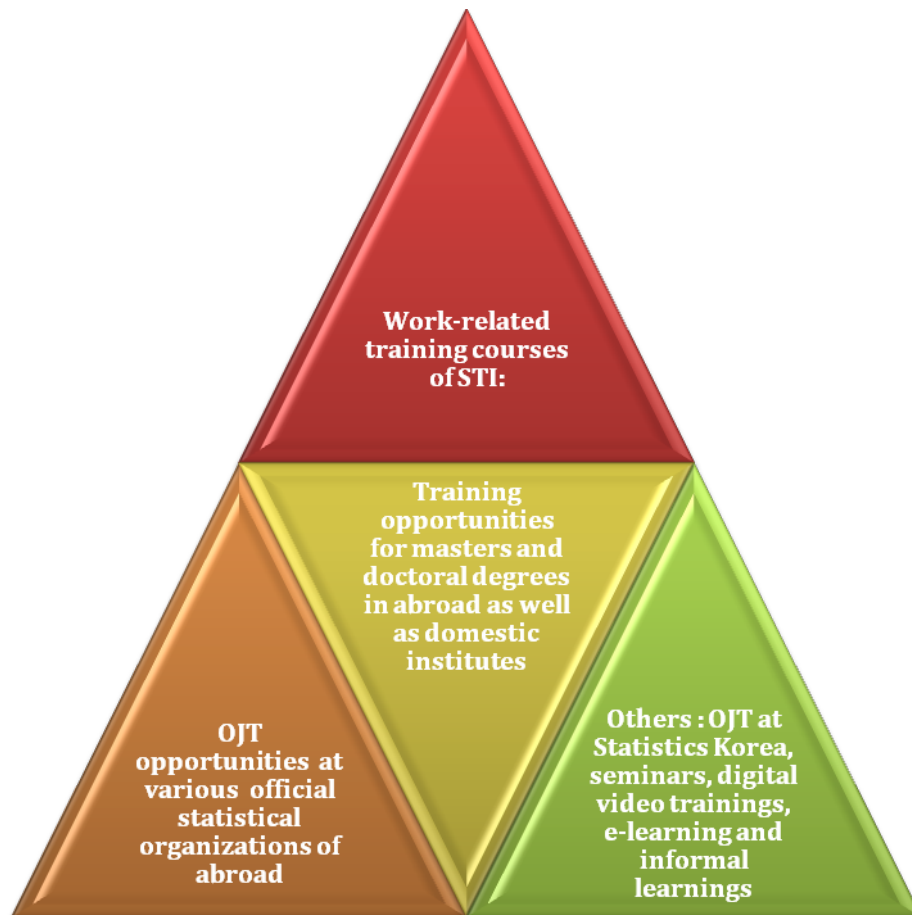 Work-related
training courses
of STI:
Training
opportunities
for masters and
doctoral degrees
in abroad as well
as domestic
institutes
OJT
opportunities at
various official
statistical
organizations of
abroad
Others : OJT at
Statistics Korea,
seminars, digital
video trainings,
e-learning and
informal
learnings